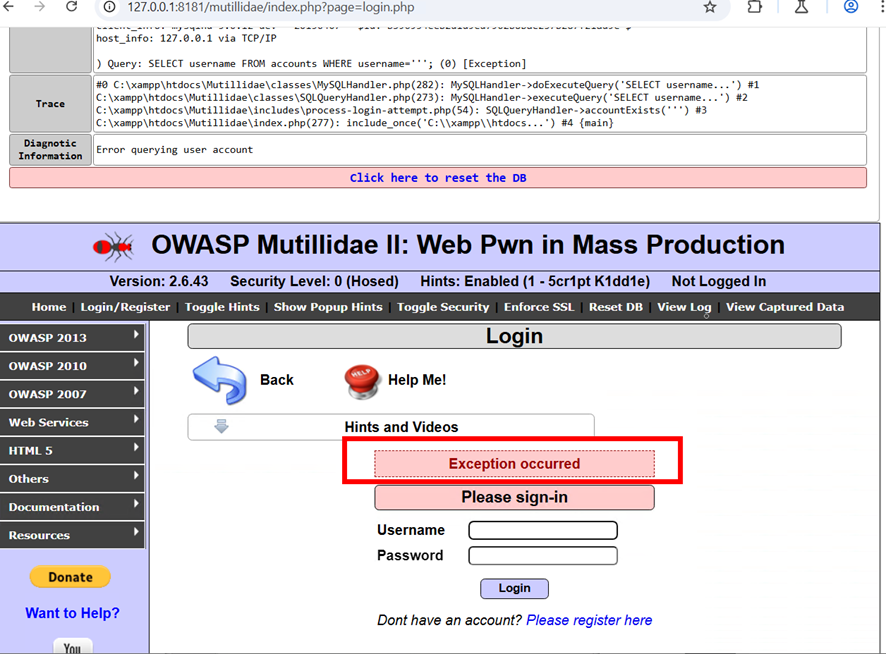 127.0.0.1:8181/mutillidae/index.php?page=login.php
host_info: 127.0.0.1 via TCP/IP
) Query: SELECT username FROM accounts WHERE username='''; (0) [Exception]
Trace
#0 C:\xampp\htdocs\Mutillidae\classes\MySQLHandler.php(282): MySQLHandler->doExecuteQuery('SELECT username...') #1
C:\xampp\htdocs\Mutillidae\classes\SQLQueryHandler.php(273): MySQLHandler->executeQuery('SELECT username...') #2
C:\xampp\htdocs\Mutillidae\includes\process-login-attempt.php(54): SQLQueryHandler->accountExists(''') #3
C:\xampp\htdocs\Mutillidae\index.php(277): include_once('C:\\xampp\\htdocs...') #4 {main}
Diagnotic
Information
Error querying user account
Click here to reset the DB
OWASP Mutillidae II: Web Pwn in Mass Production
Version: 2.6.43 Security Level: 0 (Hosed) Hints: Enabled (1 - 5cr1pt K1dd1e) Not Logged In
Home | Login/Register | Toggle Hints | Show Popup Hints | Toggle Security | Enforce SSL | Reset DB | View Log | View Captured Data
OWASP 2013
OWASP 2010
OWASP 2007
Web Services
HTML 5
Others
Documentation
Resources
Donate
Want to Help?
You
Login
Back
HELP
Help Me!
Hints and Videos
Exception occurred
Please sign-in
Username
Password
Login
Dont have an account? Please register here